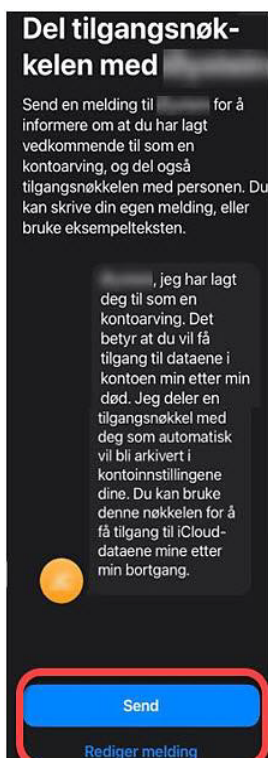 Del tilgangsnøk-
kelen med
Send en melding til for å
informere om at du har lagt
vedkommende til som en
kontoarving, og del også
tilgangsnøkkelen med personen. Du
kan skrive din egen melding, eller
bruke eksempelteksten.
, jeg har lagt
deg til som en
kontoarving. Det
betyr at du vil få
tilgang til dataene i
kontoen min etter min
død. Jeg deler en
tilgangsnøkkel med
deg som automatisk
vil bli arkivert i
kontoinnstillingene
dine. Du kan bruke
denne nøkkelen for å
få tilgang til iCloud-
dataene mine etter
min bortgang.
Send
Rediger melding